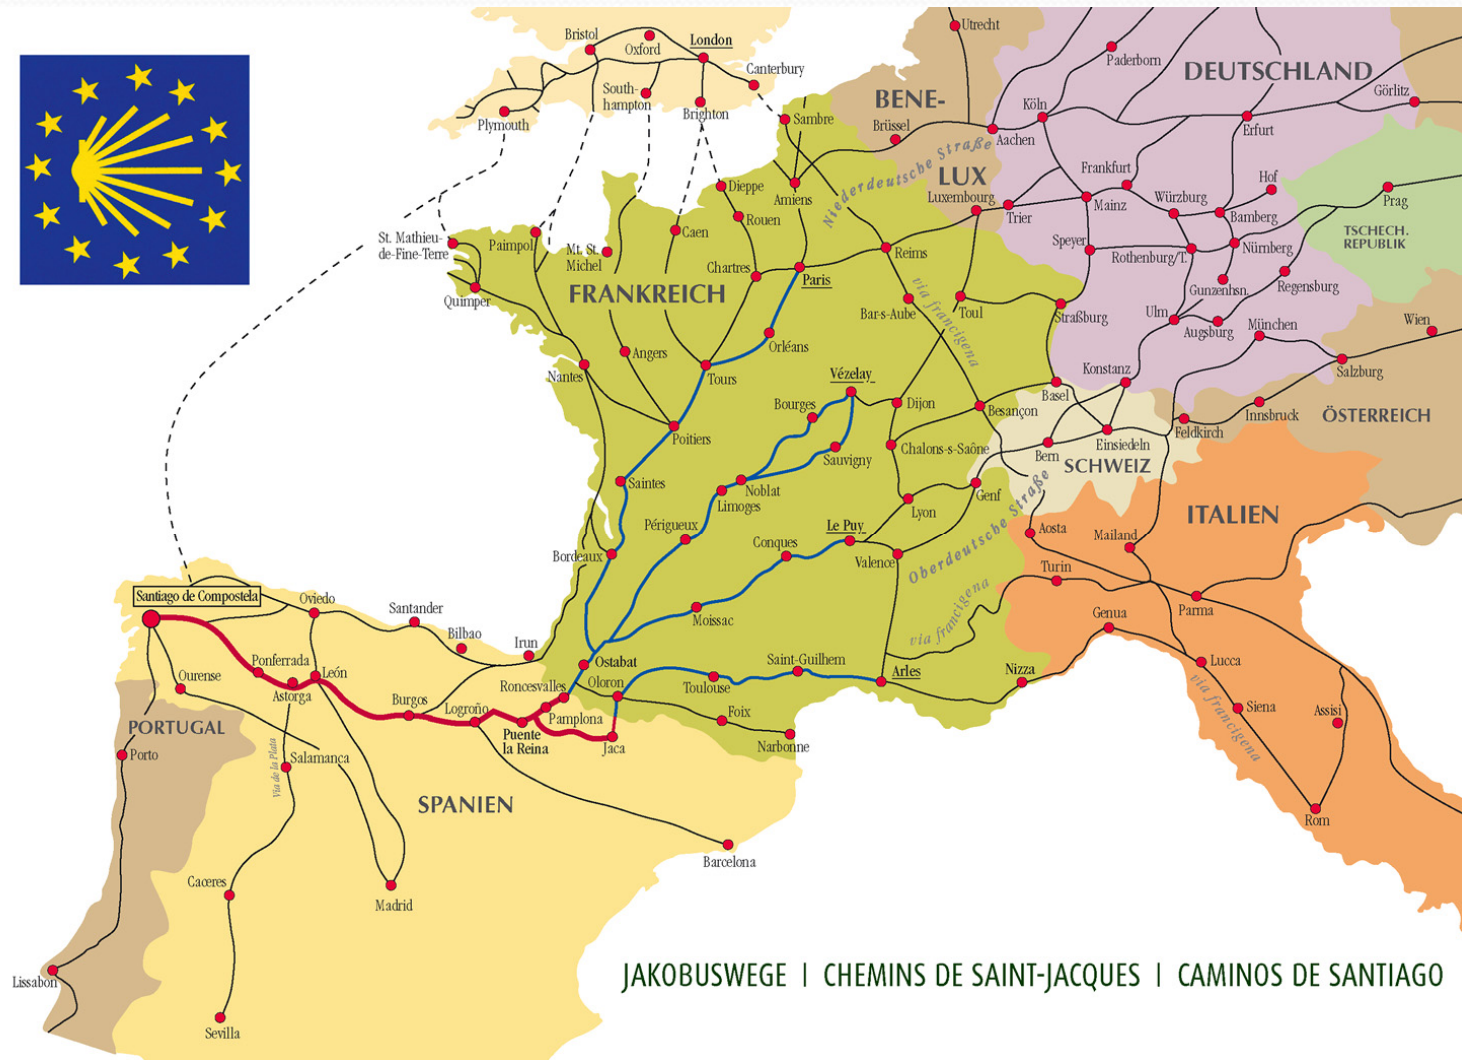 Utrecht
Bristol
Oxford
London
Paderborn
DEUTSCHLAND
Canterbury
Görlitz
South-
hampton
BENE-
Köln
Plymouth
Brighton
Sambre
Brüssel
Aachen
Erfurt
Niederdeutsche Straße
Frankfurt
LUX
Hof
Dieppe
Amiens
Luxembourg
Trier
Mainz
Würzburg
Bamberg
Prag
Rouen
St. Mathieu-
de-Fine-Terre
Paimpol
Caen
TSCHECH.
REPUBLIK
Mt. St.
Michel
Speyer
Rothenburg/T.
Nürnberg
Reims
Chartres
Paris
Quimper
FRANKREICH
via francigena
Gunzenhsn.
Regensburg
Bar-s-Aube
Toul
Straßburg
Ulm
Augsburg
München
Wien
Orléans
Angers
Nantes
Tours
Vézelay
Konstanz
Salzburg
Basel
Bourges
Dijon
Besançon
Innsbruck
ÖSTERREICH
Poitiers
Feldkirch
Sauvigny
Chalons-s-Saône
Bern
Einsiedeln
SCHWEIZ
Saintes
Noblat
Limoges
Genf
Lyon
Oberdeutsche Straße
ITALIEN
Périgueux
Le Puy
Aosta
Mailand
Bordeaux
Conques
Valence
Turin
Santiago de Compostela
Oviedo
Santander
Moissac
via francigena
Genua
Parma
Bilbao
Irun
Ponferrada
León
Ostabat
Saint-Guilhem
Arles
Nizza
Lucca
Ourense
Astorga
Roncesvalles
Oloron
Toulouse
via francigena
Burgos
Logroño
Pamplona
Foix
Siena
Assisi
PORTUGAL
Puente
la Reina
Jaca
Narbonne
Porto
Via de la Plata
Salamanca
SPANIEN
Rom
Barcelona
Caceres
Madrid
Lissabon
JAKOBUSWEGE | CHEMINS DE SAINT-JACQUES | CAMINOS DE SANTIAGO
Sevilla